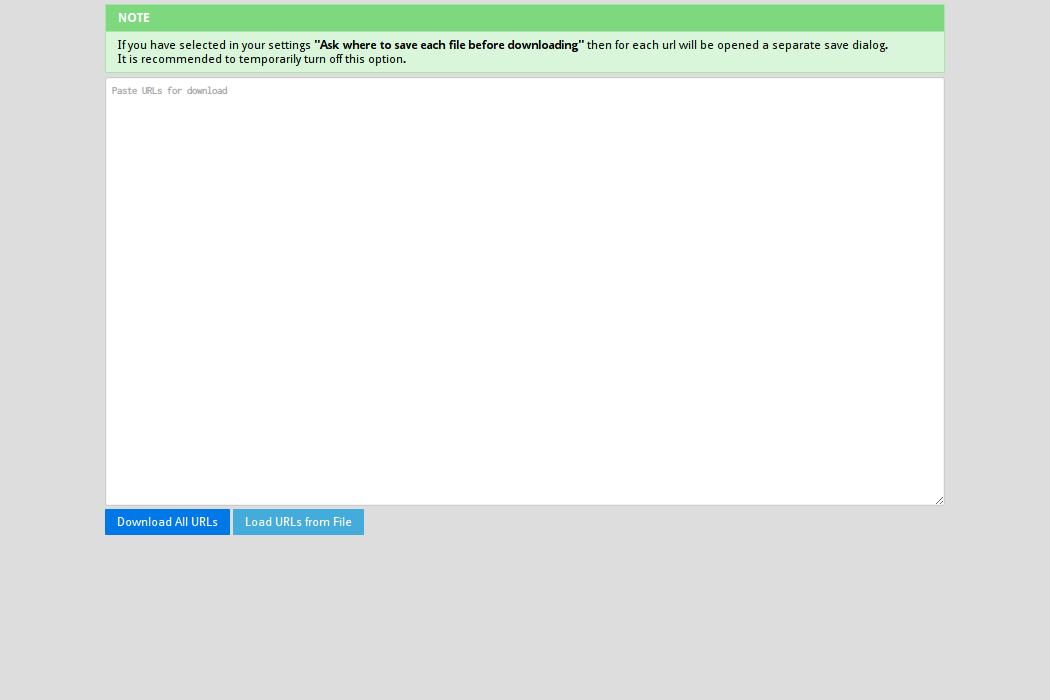 NOTE
If you have selected in your settings "Ask where to save each file before downloading" then for each url will be opened a separate save dialog.
It is recommended to temporarily turn off this option.
Paste URLs for download
Download All URLs
Load URLs from File